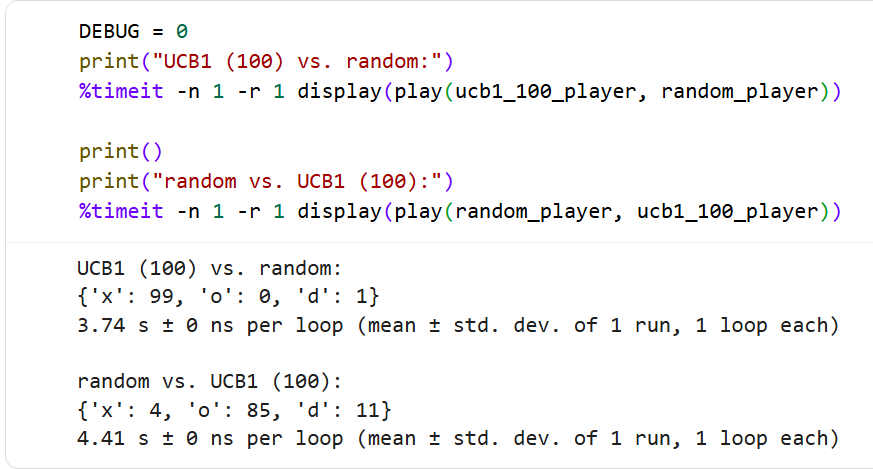 DEBUG = 0
print("UCB1 (100) vs. random:")
%timeit -n 1 -r 1 display(play(ucb1_100_player, random_player))
print()
print("random vs. UCB1 (100):")
%timeit -n 1 -r 1 display(play(random_player, ucb1_100_player))
UCB1 (100) vs. random:
{'x': 99, 'o': 0, 'd': 1}
3.74 s ± 0 ns per loop (mean ± std. dev. of 1 run, 1 loop each)
random vs. UCB1 (100):
{'x': 4, 'o': 85, 'd': 11}
4.41 s ± 0 ns per loop (mean ± std. dev. of 1 run, 1 loop each)